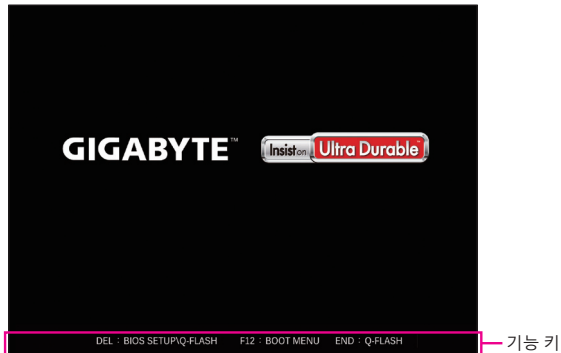 GIGABYTE™ Insist on Ultra Durable™
DEL : BIOS SETUP\Q-FLASH F12 : BOOT MENU END : Q-FLASH
기능 키